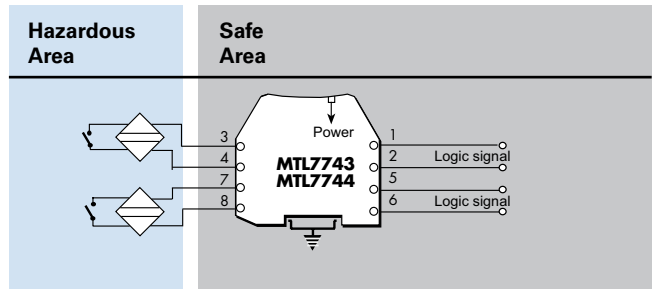 Hazardous
Area
Safe
Area
Power
3
4
7
8
MTL7743
MTL7744
1
2
5
6
Logic signal
Logic signal